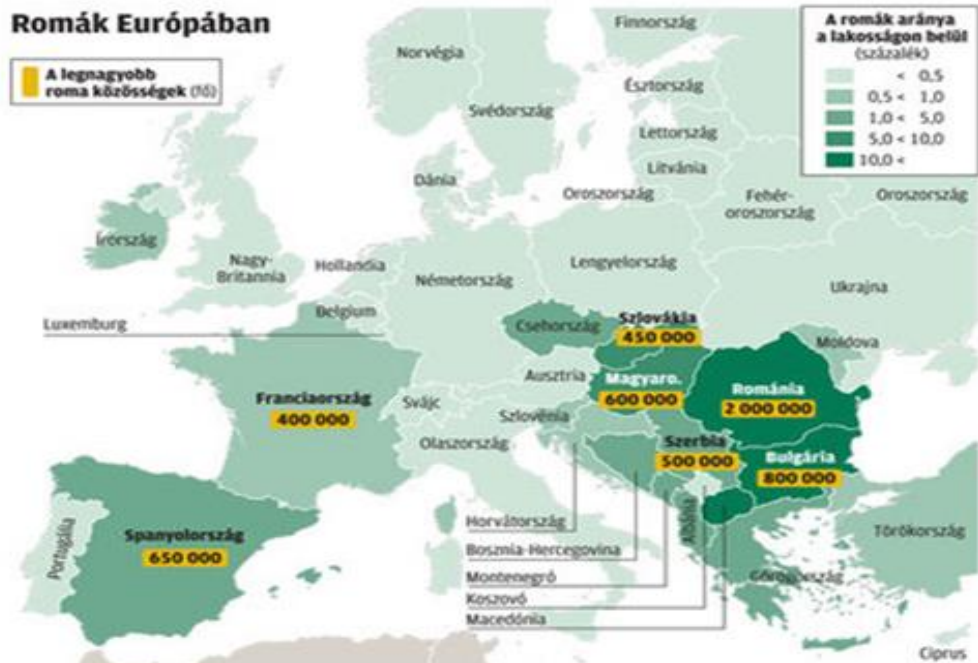 Romák Európában
A legnagyobb
roma közösségek (fő)
A romák aránya
a lakosságon belül
(százalék)
< 0,5
0,5 < 1,0
1,0 < 5,0
5,0 < 10,0
10,0 <
Finnország
Norvégia
Svédország
Észtország
Lettország
Litvánia
Dánia
Oroszország
Fehér-
oroszország
Oroszország
Írország
Nagy-
Britannia
Hollandia
Németország
Lengyelország
Ukrajna
Belgium
Luxemburg
Csehország
Szlovákia
450 000
Moldova
Ausztria
Magyaro.
600 000
Románia
2 000 000
Franciaország
400 000
Svájc
Szlovénia
Olaszország
Szerbia
500 000
Bulgária
800 000
Horvátország
Bosznia-Hercegovina
Montenegró
Koszovó
Macedónia
Albánia
Portugália
Spanyolország
650 000
Görögország
Törökország
Ciprus